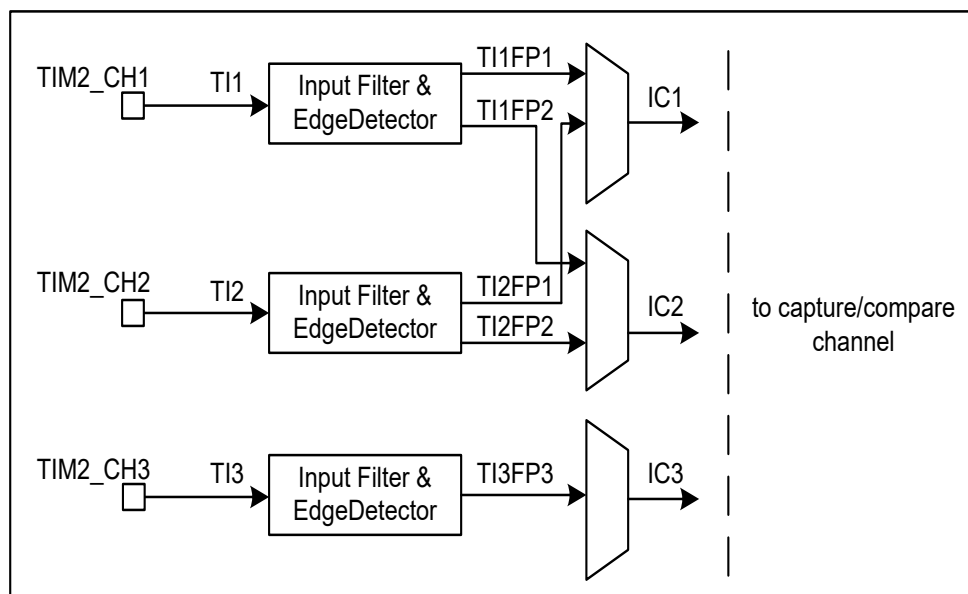 TIM2_CH1
TI1
Input Filter &
EdgeDetector
TI1FP1
TI1FP2
IC1
TIM2_CH2
TI2
Input Filter &
EdgeDetector
TI2FP1
TI2FP2
IC2
to capture/compare
channel
TIM2_CH3
TI3
Input Filter &
EdgeDetector
TI3FP3
IC3